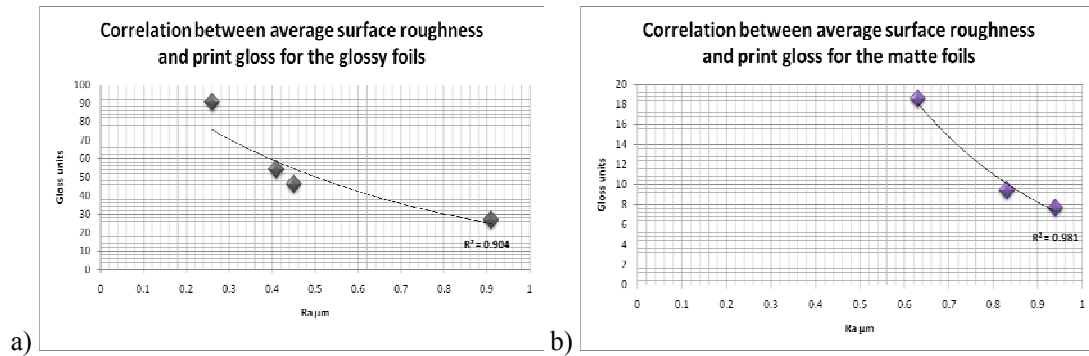 Correlation between average surface roughness
and print gloss for the glossy foils
100
90
80
70
60
50
40
30
20
10
0
Gloss units
R² = 0.904
0 0.1 0.2 0.3 0.4 0.5 0.6 0.7 0.8 0.9 1
Ra µm
a)
Correlation between average surface roughness
and print gloss for the matte foils
20
18
16
14
12
10
8
6
4
2
0
Gloss units
R² = 0.981
0 0.1 0.2 0.3 0.4 0.5 0.6 0.7 0.8 0.9 1
Ra µm
b)